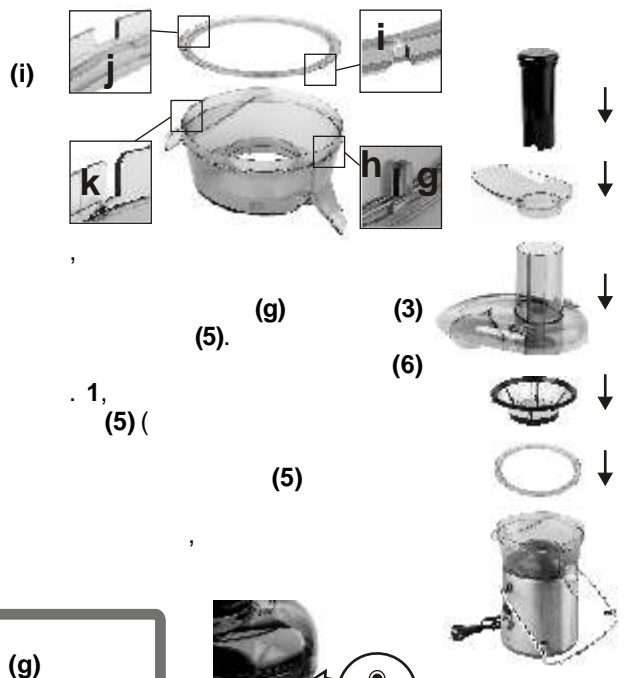 j
i
(i)
k
h
g
,
(g) (3)
(5).
(6)
. 1,
(5) (
(5)
,
(g)